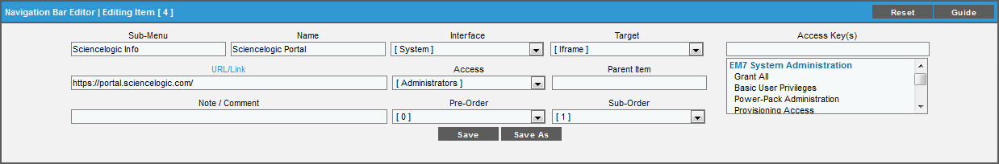 Navigation Bar Editor | Editing Item [ 4 ]
Reset
Guide
Sub-Menu
Name
Interface
Target
Access Key(s)
Sciencelogic Info
Sciencelogic Portal
[ System ]
[ Iframe ]
URL/Link
Access
Parent Item
https://portal.sciencelogic.com/
[ Administrators ]
Note / Comment
Pre-Order
Sub-Order
[ 0 ]
[ 1 ]
EM7 System Administration
Grant All
Basic User Privileges
Power-Pack Administration
Provisioning Access
Save
Save As